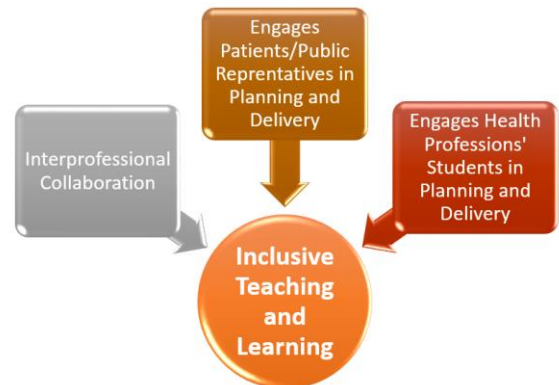 Interprofessional
Collaboration
Engages
Patients/Public
Reprentatives in
Planning and
Delivery
Engages Health
Professions'
Students in
Planning and
Delivery
Inclusive
Teaching
and
Learning